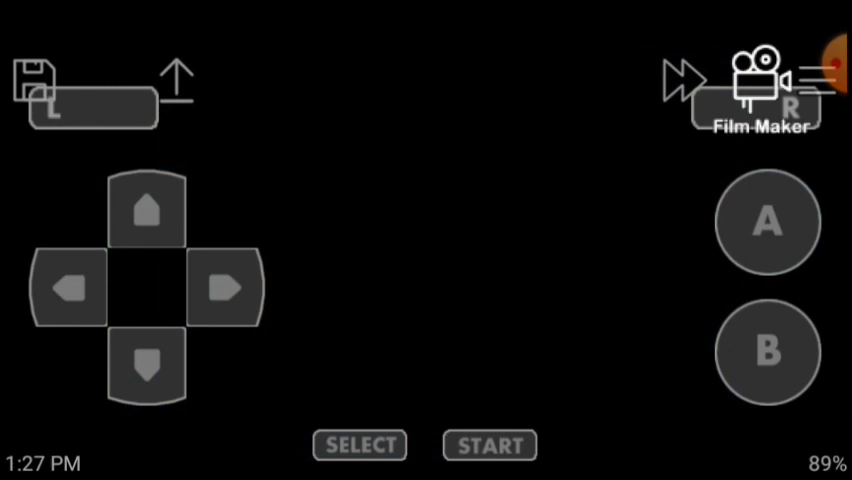 L
R
Film Maker
A
B
SELECT
START
1:27 PM
89%